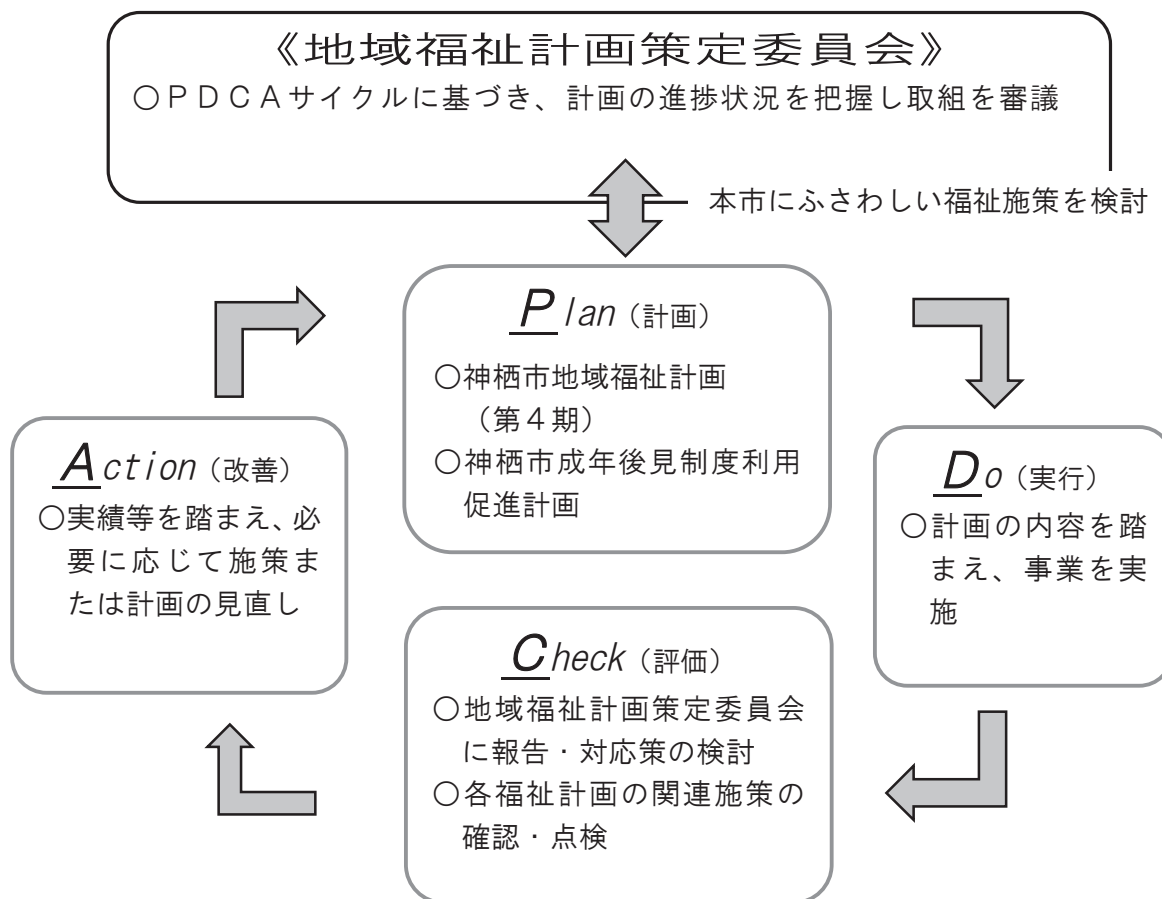 《地域福祉計画策定委員会》
○ＰＤＣＡサイクルに基づき、計画の進捗状況を把握し取組を審議
本市にふさわしい福祉施策を検討
Plan（計画）
○神栖市地域福祉計画
（第４期）
○神栖市成年後見制度利用
促進計画
Do（実行）
○計画の内容を踏
まえ、事業を実
施
Check（評価）
○地域福祉計画策定委員会
に報告・対応策の検討
○各福祉計画の関連施策の
確認・点検
Action（改善）
○実績等を踏まえ、必
要に応じて施策ま
たは計画の見直し